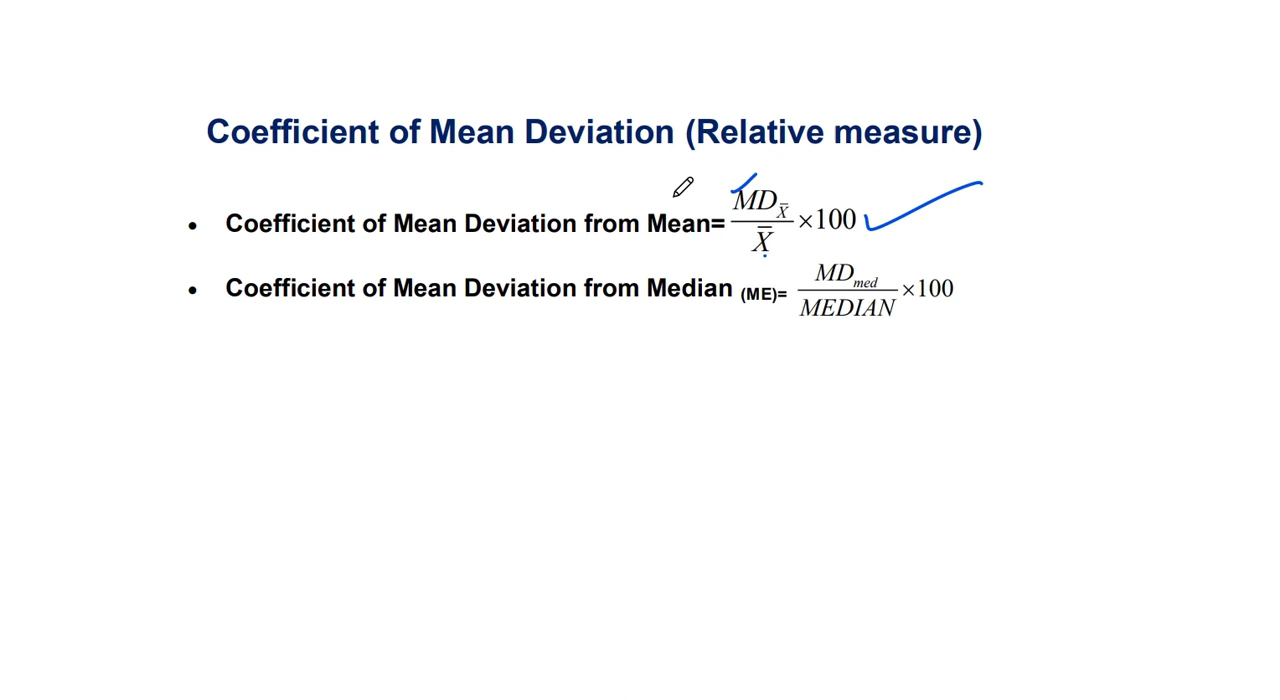 Coefficient of Mean Deviation (Relative measure)
• Coefficient of Mean Deviation from Mean= MD_X̄ / X̄ ×100
• Coefficient of Mean Deviation from Median (ME)= MD_med / MEDIAN ×100